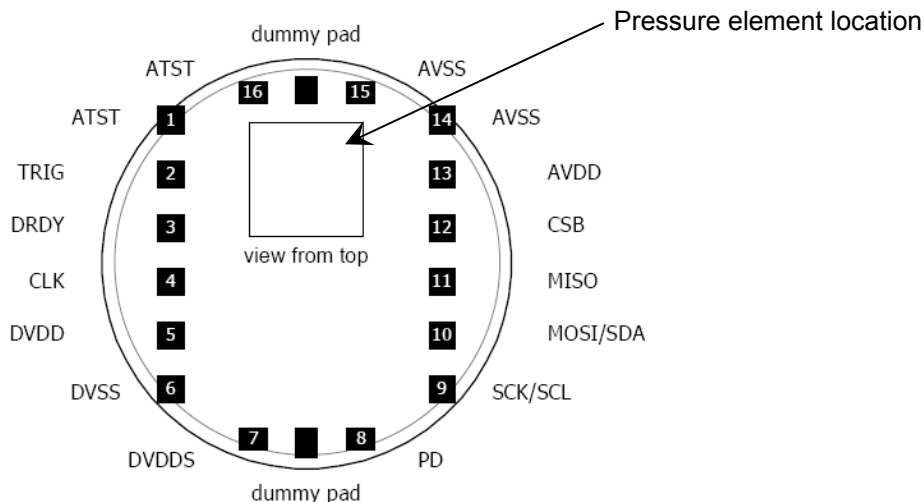 Pressure element location
dummy pad
ATST
AVSS
16
15
ATST
1
14
AVSS
TRIG
2
13
AVDD
DRDY
3
12
CSB
view from top
CLK
4
11
MISO
DVDD
5
10
MOSI/SDA
DVSS
6
9
SCK/SCL
7
8
DVDDS
PD
dummy pad